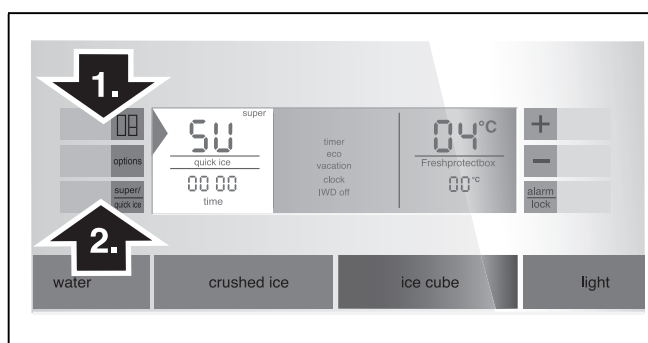 1.
options
super/
quick ice
2.
super
SU
quick ice
00 00
time
timer
eco
vacation
clock
IWD off
04°C
Freshprotectbox
00°C
+
−
alarm
lock
water
crushed ice
ice cube
light